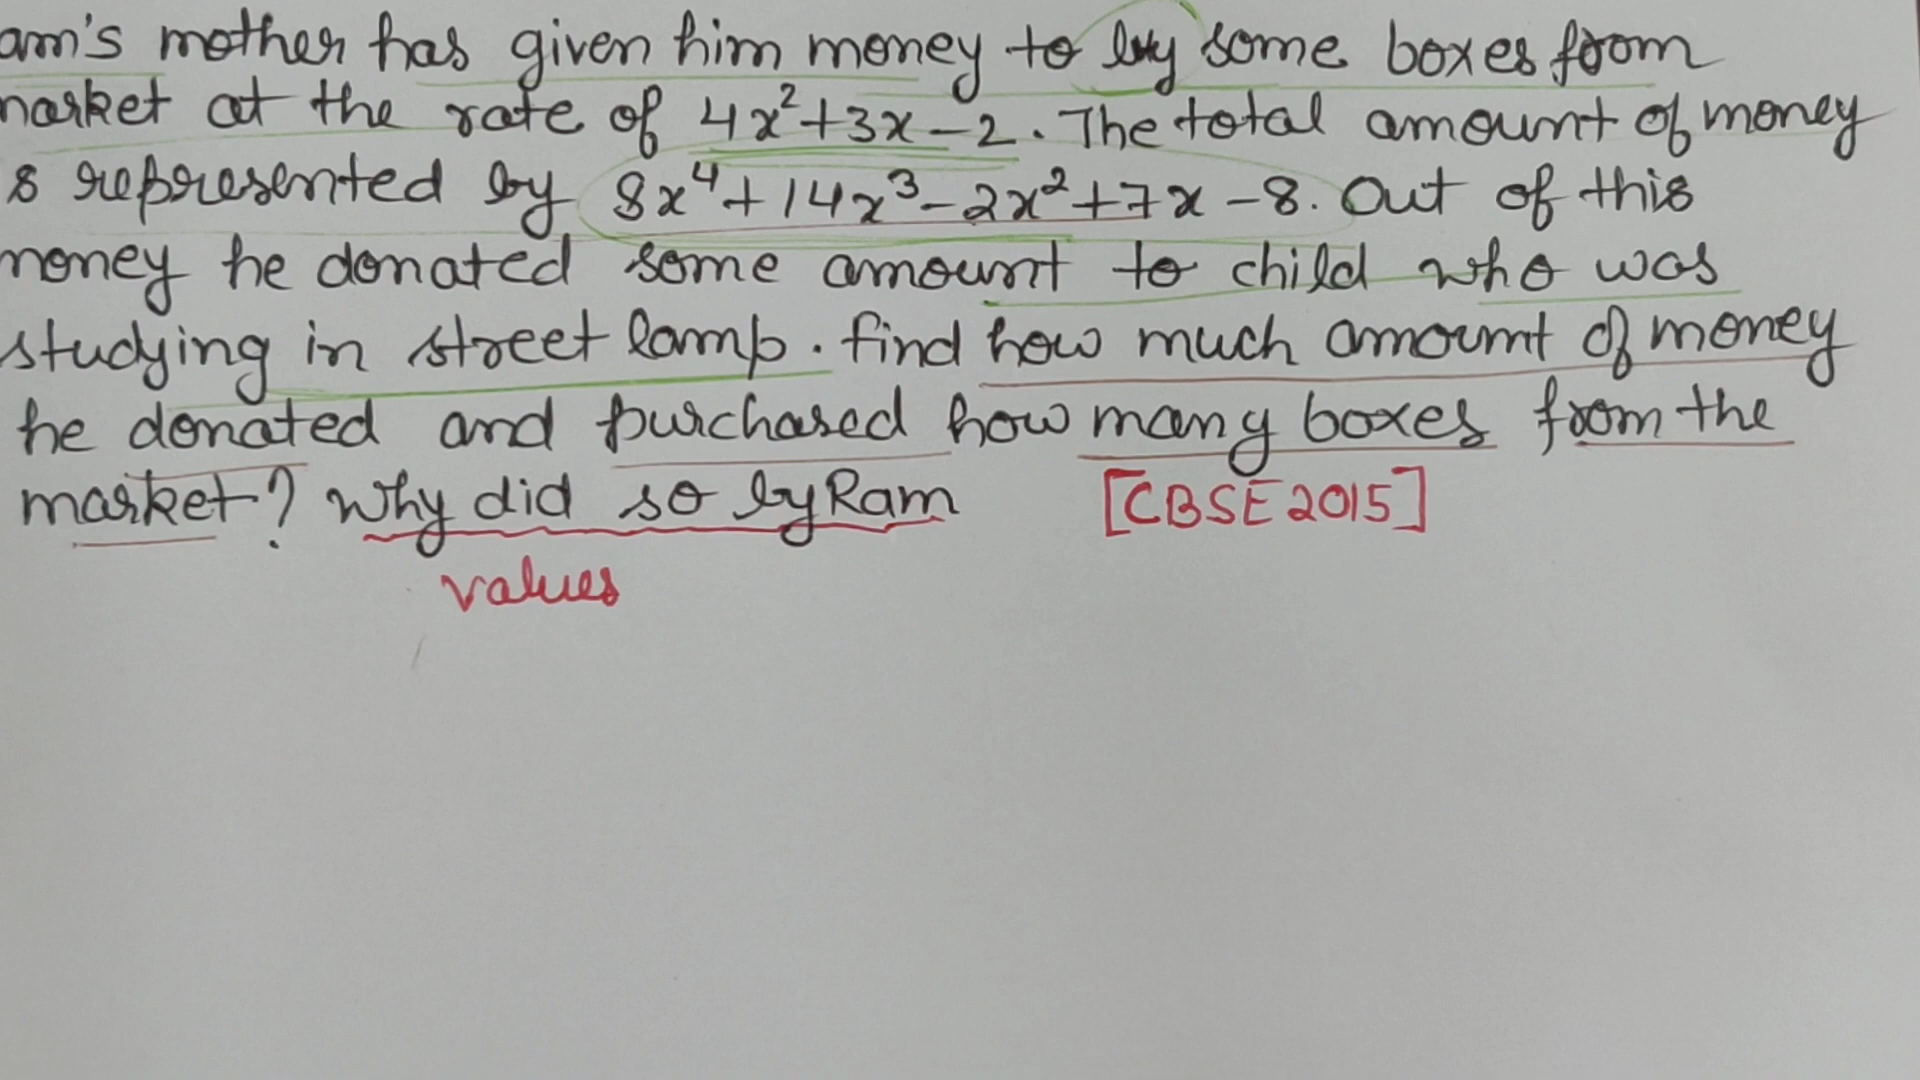 am's mother has given him money to by some boxes from
market at the rate of 4x²+3x-2. The total amount of money
s represented by 8x⁴+14x³-2x²+7x-8. Out of this
money he donated some amount to child who was
studying in street lamp. find how much amount of money
he donated and purchased how many boxes from the
market? Why did so by Ram [CBSE 2015]
values